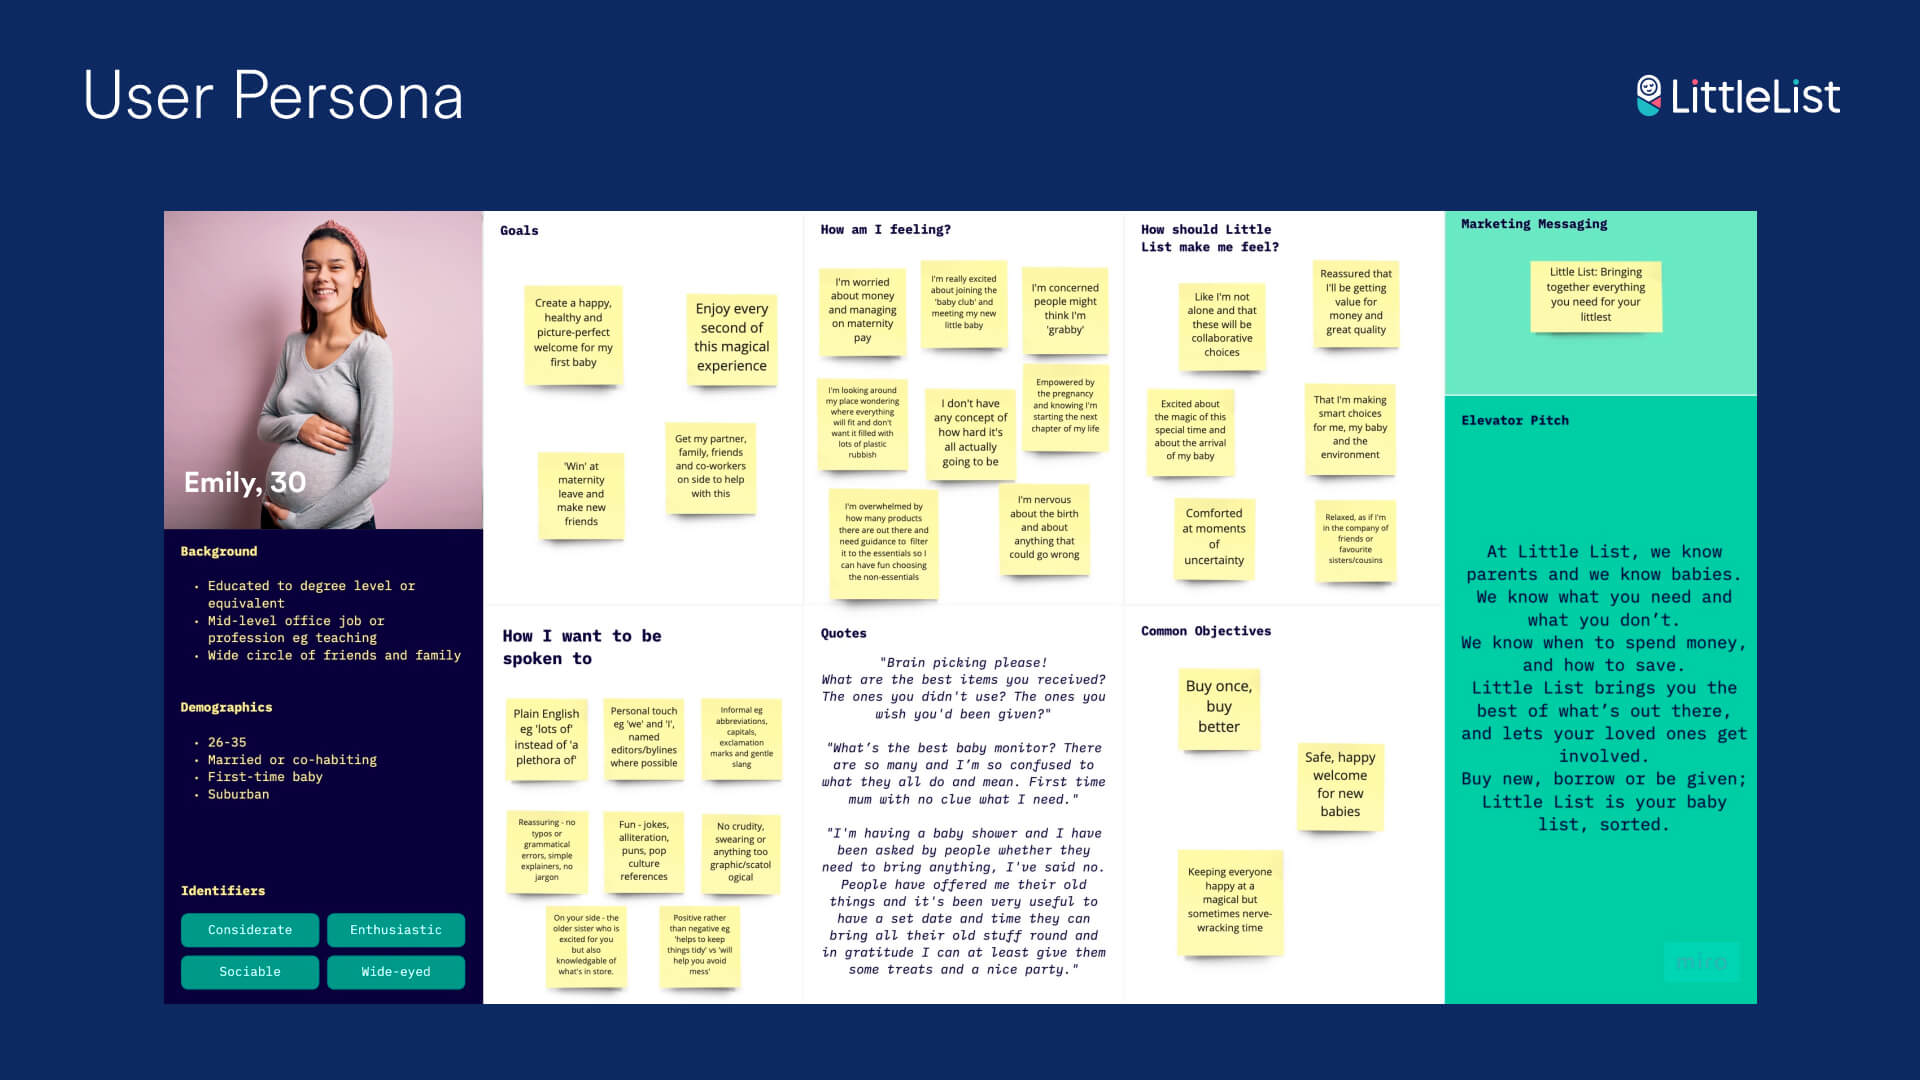 User Persona
LittleList
Emily, 30
Background
• Educated to degree level or
equivalent
• Mid-level office job or
profession eg teaching
• Wide circle of friends and family
Demographics
• 26-35
• Married or co-habiting
• First-time baby
• Suburban
Identifiers
Considerate
Enthusiastic
Sociable
Wide-eyed
Goals
Create a happy,
healthy and
picture-perfect
welcome for my
first baby
Enjoy every
second of
this magical
experience
'Win' at
maternity
leave and
make new
friends
Get my partner,
family, friends
and co-workers
on side to help
with this
How am I feeling?
I'm worried
about money
and managing
on maternity
pay
I'm really excited
about joining the
'baby club' and
meeting my new
little baby
I'm concerned
people might
think I'm
'grabby'
I'm looking around
my place wondering
where everything
will fit and don't
want it filled with
lots of plastic
rubbish
I don't have
any concept of
how hard it's
all actually
going to be
Empowered by
the pregnancy
and knowing I'm
starting the next
chapter of my life
I'm overwhelmed by
how many products
there are out there and
need guidance to filter
it to the essentials so I
can have fun choosing
the non-essentials
I'm nervous
about the birth
and about
anything that
could go wrong
How should Little
List make me feel?
Like I'm not
alone and that
these will be
collaborative
choices
Reassured that
I'll be getting
value for
money and
great quality
Excited about
the magic of this
special time and
about the arrival
of my baby
That I'm making
smart choices
for me, my baby
and the
environment
Comforted
at moments
of
uncertainty
Relaxed, as if I'm
in the company of
friends or
favourite
sisters/cousins
How I want to be
spoken to
Plain English
eg 'lots of'
instead of 'a
plethora of'
Personal touch
eg 'we' and 'I',
named
editors/bylines
where possible
Informal eg
abbreviations,
capitals,
exclamation
marks and gentle
slang
Reassuring - no
typos or
grammatical
errors, simple
explainers, no
jargon
Fun - jokes,
alliteration,
puns, pop
culture
references
No crudity,
swearing or
anything too
graphic/scatol
ogical
On your side - the
older sister who is
excited for you
but also
knowledgable of
what's in store.
Positive rather
than negative eg
'helps to keep
things tidy' vs 'will
help you avoid
mess'
Quotes
"Brain picking please!
What are the best items you received?
The ones you didn't use? The ones you
wish you'd been given?"
"What's the best baby monitor? There
are so many and I'm so confused to
what they all do and mean. First time
mum with no clue what I need."
"I'm having a baby shower and I have
been asked by people whether they
need to bring anything, I've said no.
People have offered me their old
things and it's been very useful to
have a set date and time they can
bring all their old stuff round and
in gratitude I can at least give them
some treats and a nice party."
Common Objectives
Buy once,
buy
better
Safe, happy
welcome
for new
babies
Keeping everyone
happy at a
magical but
sometimes nerve-
wracking time
Marketing Messaging
Little List: Bringing
together everything
you need for your
littlest
Elevator Pitch
At Little List, we know
parents and we know babies.
We know what you need and
what you don't.
We know when to spend money,
and how to save.
Little List brings you the
best of what's out there,
and lets your loved ones get
involved.
Buy new, borrow or be given;
Little List is your baby
list, sorted.
miro